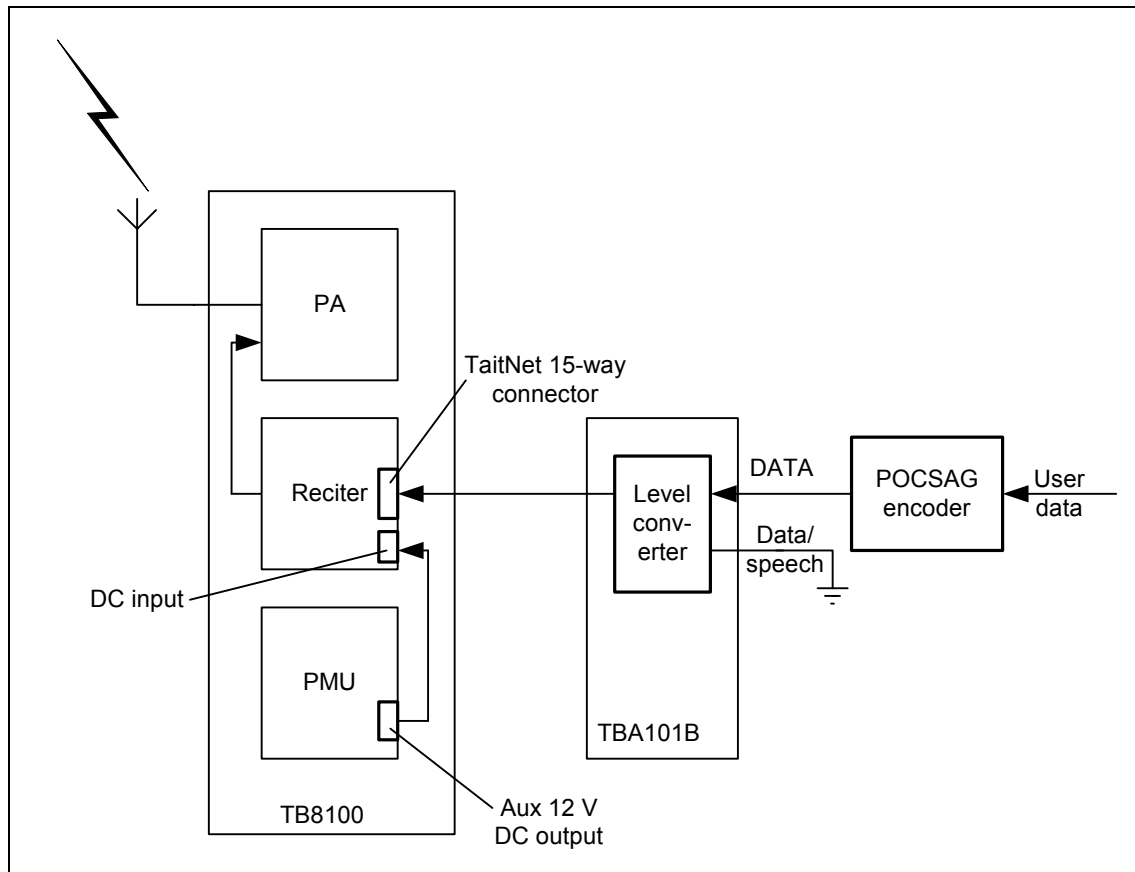 PA
TaitNet 15-way
connector
Reciter
DC input
PMU
TB8100
Aux 12 V
DC output
Level
conv-
erter
TBA101B
DATA
Data/
speech
POCSAG
encoder
User
data